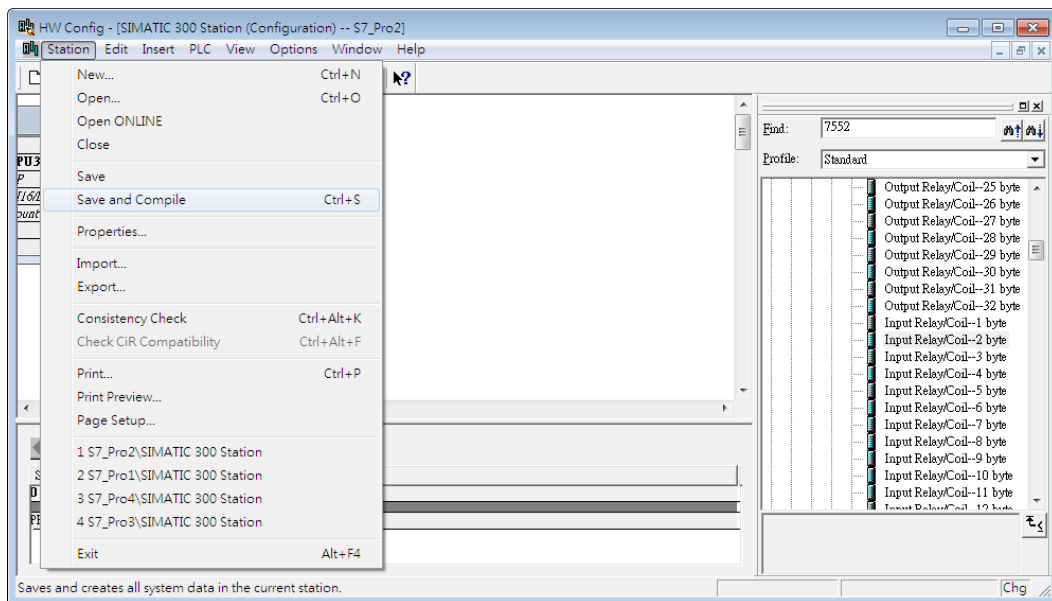 HW Config - [SIMATIC 300 Station (Configuration) -- S7_Pro2]
Station Edit Insert PLC View Options Window Help
New... Ctrl+N
Open... Ctrl+O
Open ONLINE
Close
Save
Save and Compile Ctrl+S
Properties...
Import...
Export...
Consistency Check Ctrl+Alt+K
Check CiR Compatibility Ctrl+Alt+F
Print... Ctrl+P
Print Preview...
Page Setup...
1 S7_Pro2\SIMATIC 300 Station
2 S7_Pro1\SIMATIC 300 Station
3 S7_Pro4\SIMATIC 300 Station
4 S7_Pro3\SIMATIC 300 Station
Exit Alt+F4
Find: 7552
Profile: Standard
Output Relay/Coil--25 byte
Output Relay/Coil--26 byte
Output Relay/Coil--27 byte
Output Relay/Coil--28 byte
Output Relay/Coil--29 byte
Output Relay/Coil--30 byte
Output Relay/Coil--31 byte
Output Relay/Coil--32 byte
Input Relay/Coil--1 byte
Input Relay/Coil--2 byte
Input Relay/Coil--3 byte
Input Relay/Coil--4 byte
Input Relay/Coil--5 byte
Input Relay/Coil--6 byte
Input Relay/Coil--7 byte
Input Relay/Coil--8 byte
Input Relay/Coil--9 byte
Input Relay/Coil--10 byte
Input Relay/Coil--11 byte
Input Relay/Coil--12 byte
Saves and creates all system data in the current station.
Chg